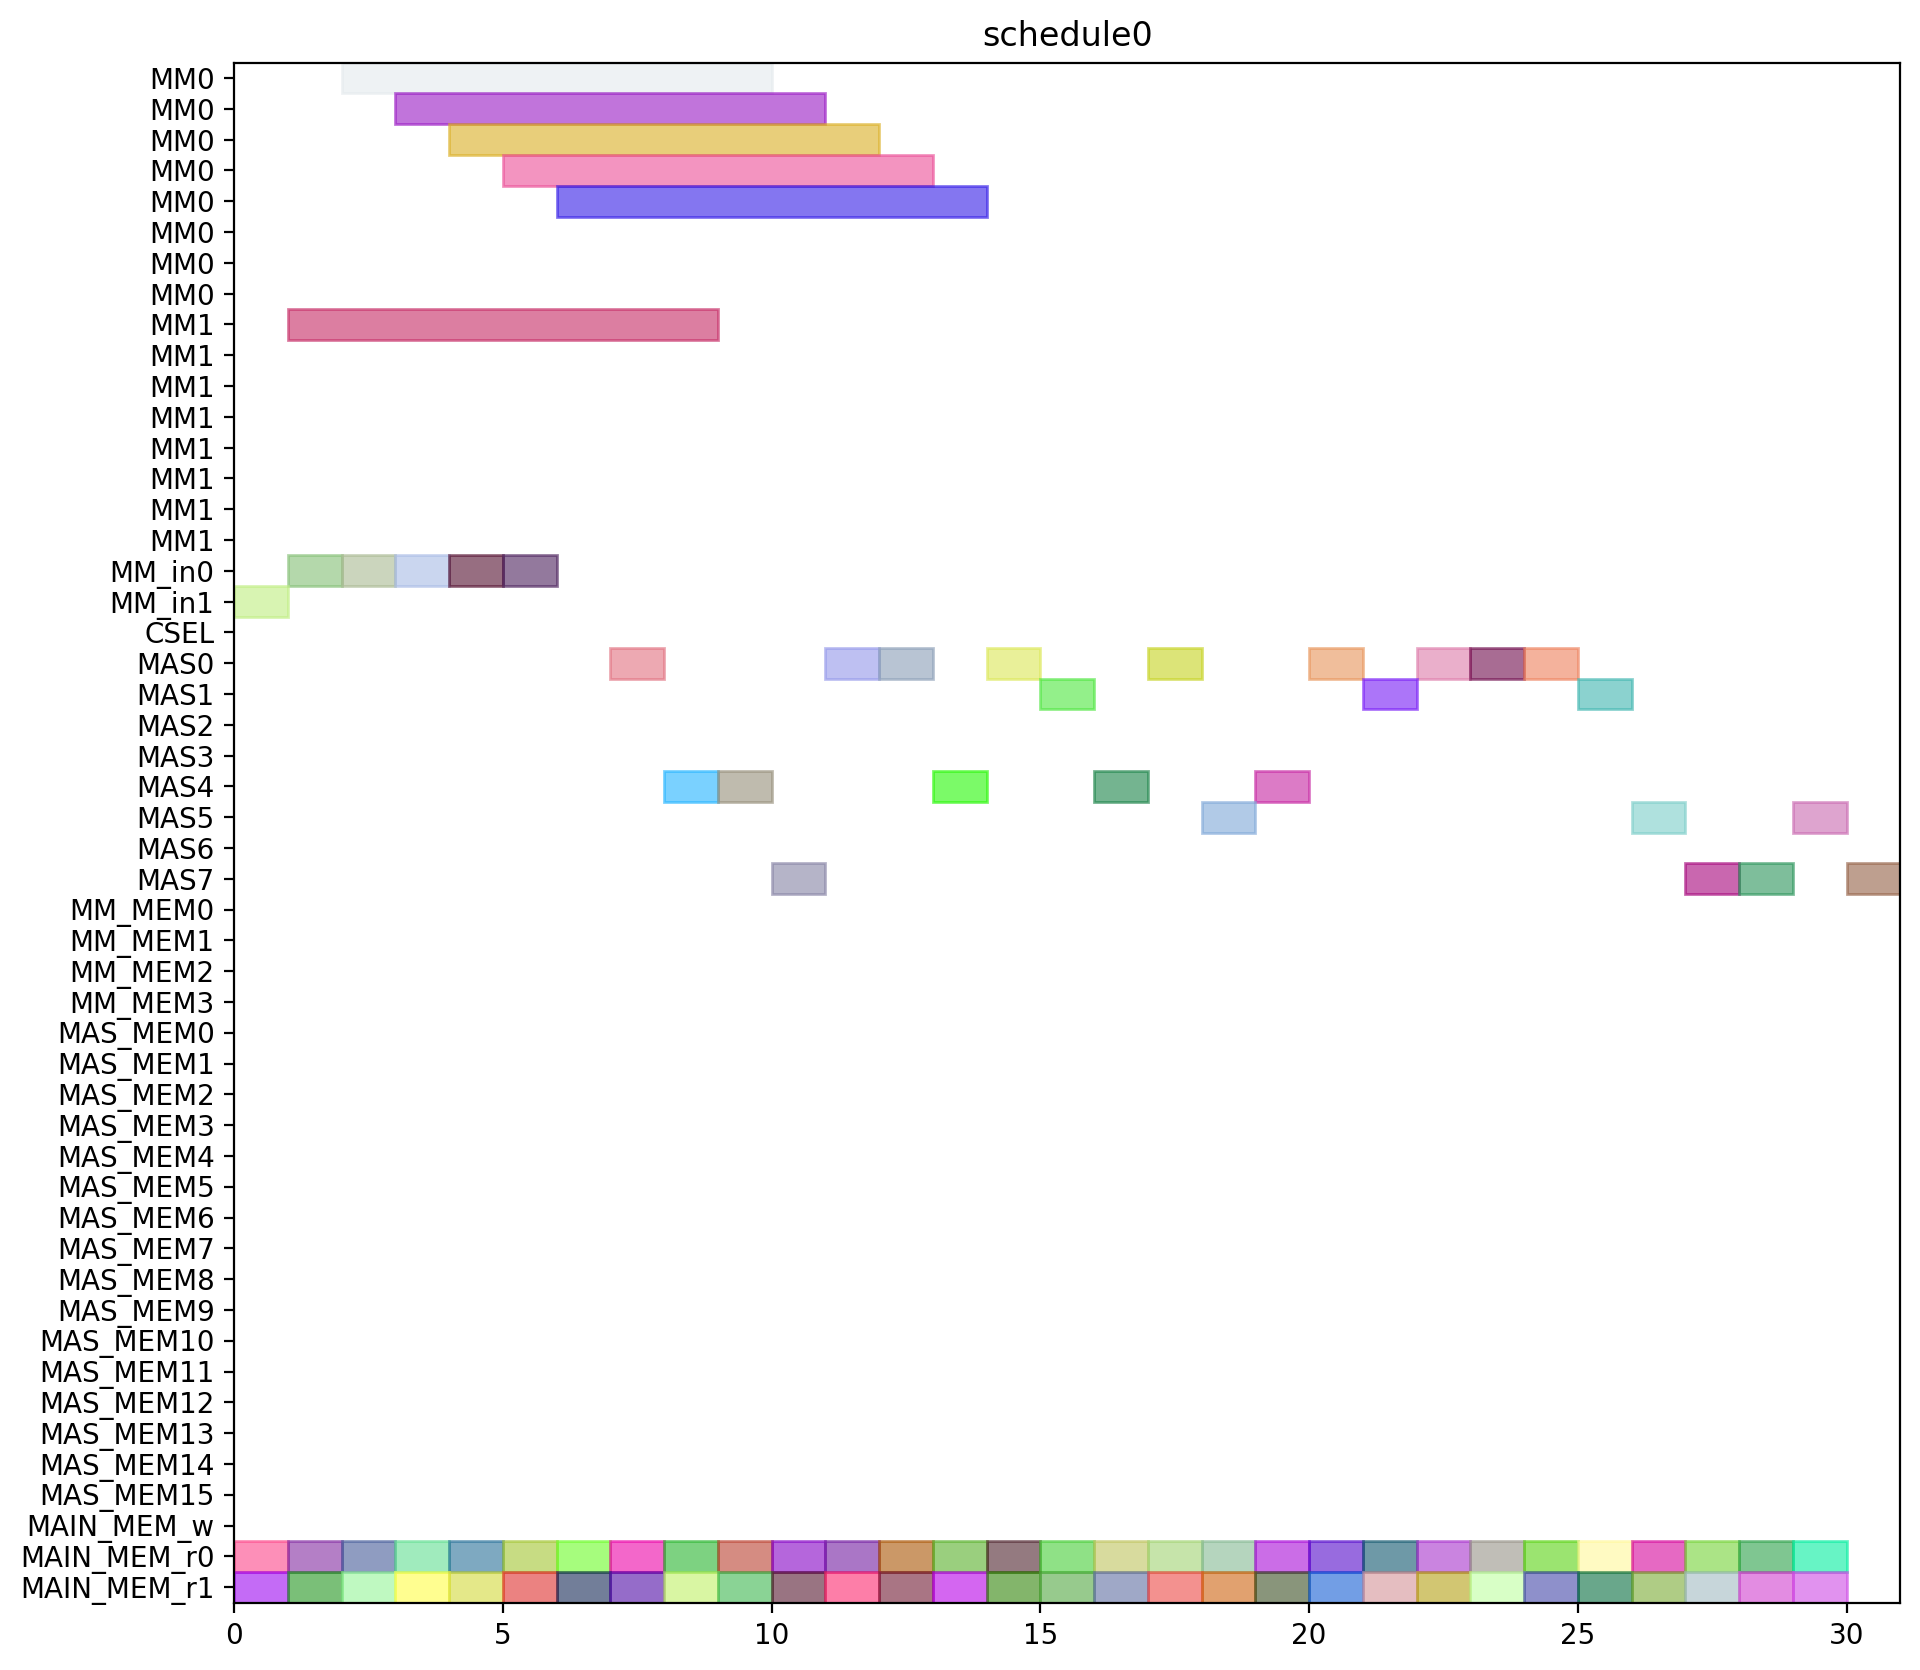 schedule0
MM0
MM0
MM0
MM0
MM0
MM0
MM0
MM0
MM1
MM1
MM1
MM1
MM1
MM1
MM1
MM1
MM_in0
MM_in1
CSEL
MAS0
MAS1
MAS2
MAS3
MAS4
MAS5
MAS6
MAS7
MM_MEM0
MM_MEM1
MM_MEM2
MM_MEM3
MAS_MEM0
MAS_MEM1
MAS_MEM2
MAS_MEM3
MAS_MEM4
MAS_MEM5
MAS_MEM6
MAS_MEM7
MAS_MEM8
MAS_MEM9
MAS_MEM10
MAS_MEM11
MAS_MEM12
MAS_MEM13
MAS_MEM14
MAS_MEM15
MAIN_MEM_w
MAIN_MEM_r0
MAIN_MEM_r1
0 5 10 15 20 25 30